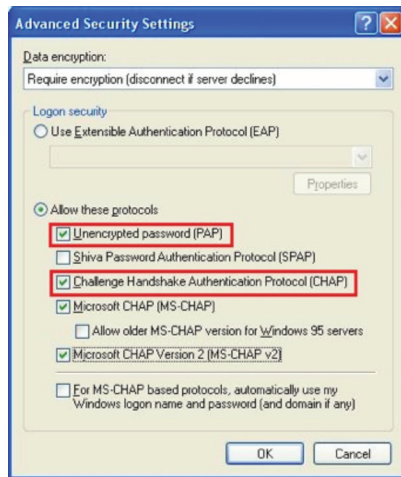 Advanced Security Settings
Data encryption:
Require encryption (disconnect if server declines)
Logon security
Use Extensible Authentication Protocol (EAP)
Properties
Allow these protocols
Unencrypted password (PAP)
Shiva Password Authentication Protocol (SPAP)
Challenge Handshake Authentication Protocol (CHAP)
Microsoft CHAP (MS-CHAP)
Allow older MS-CHAP version for Windows 95 servers
Microsoft CHAP Version 2 (MS-CHAP v2)
For MS-CHAP based protocols, automatically use my
Windows logon name and password (and domain if any)
OK Cancel